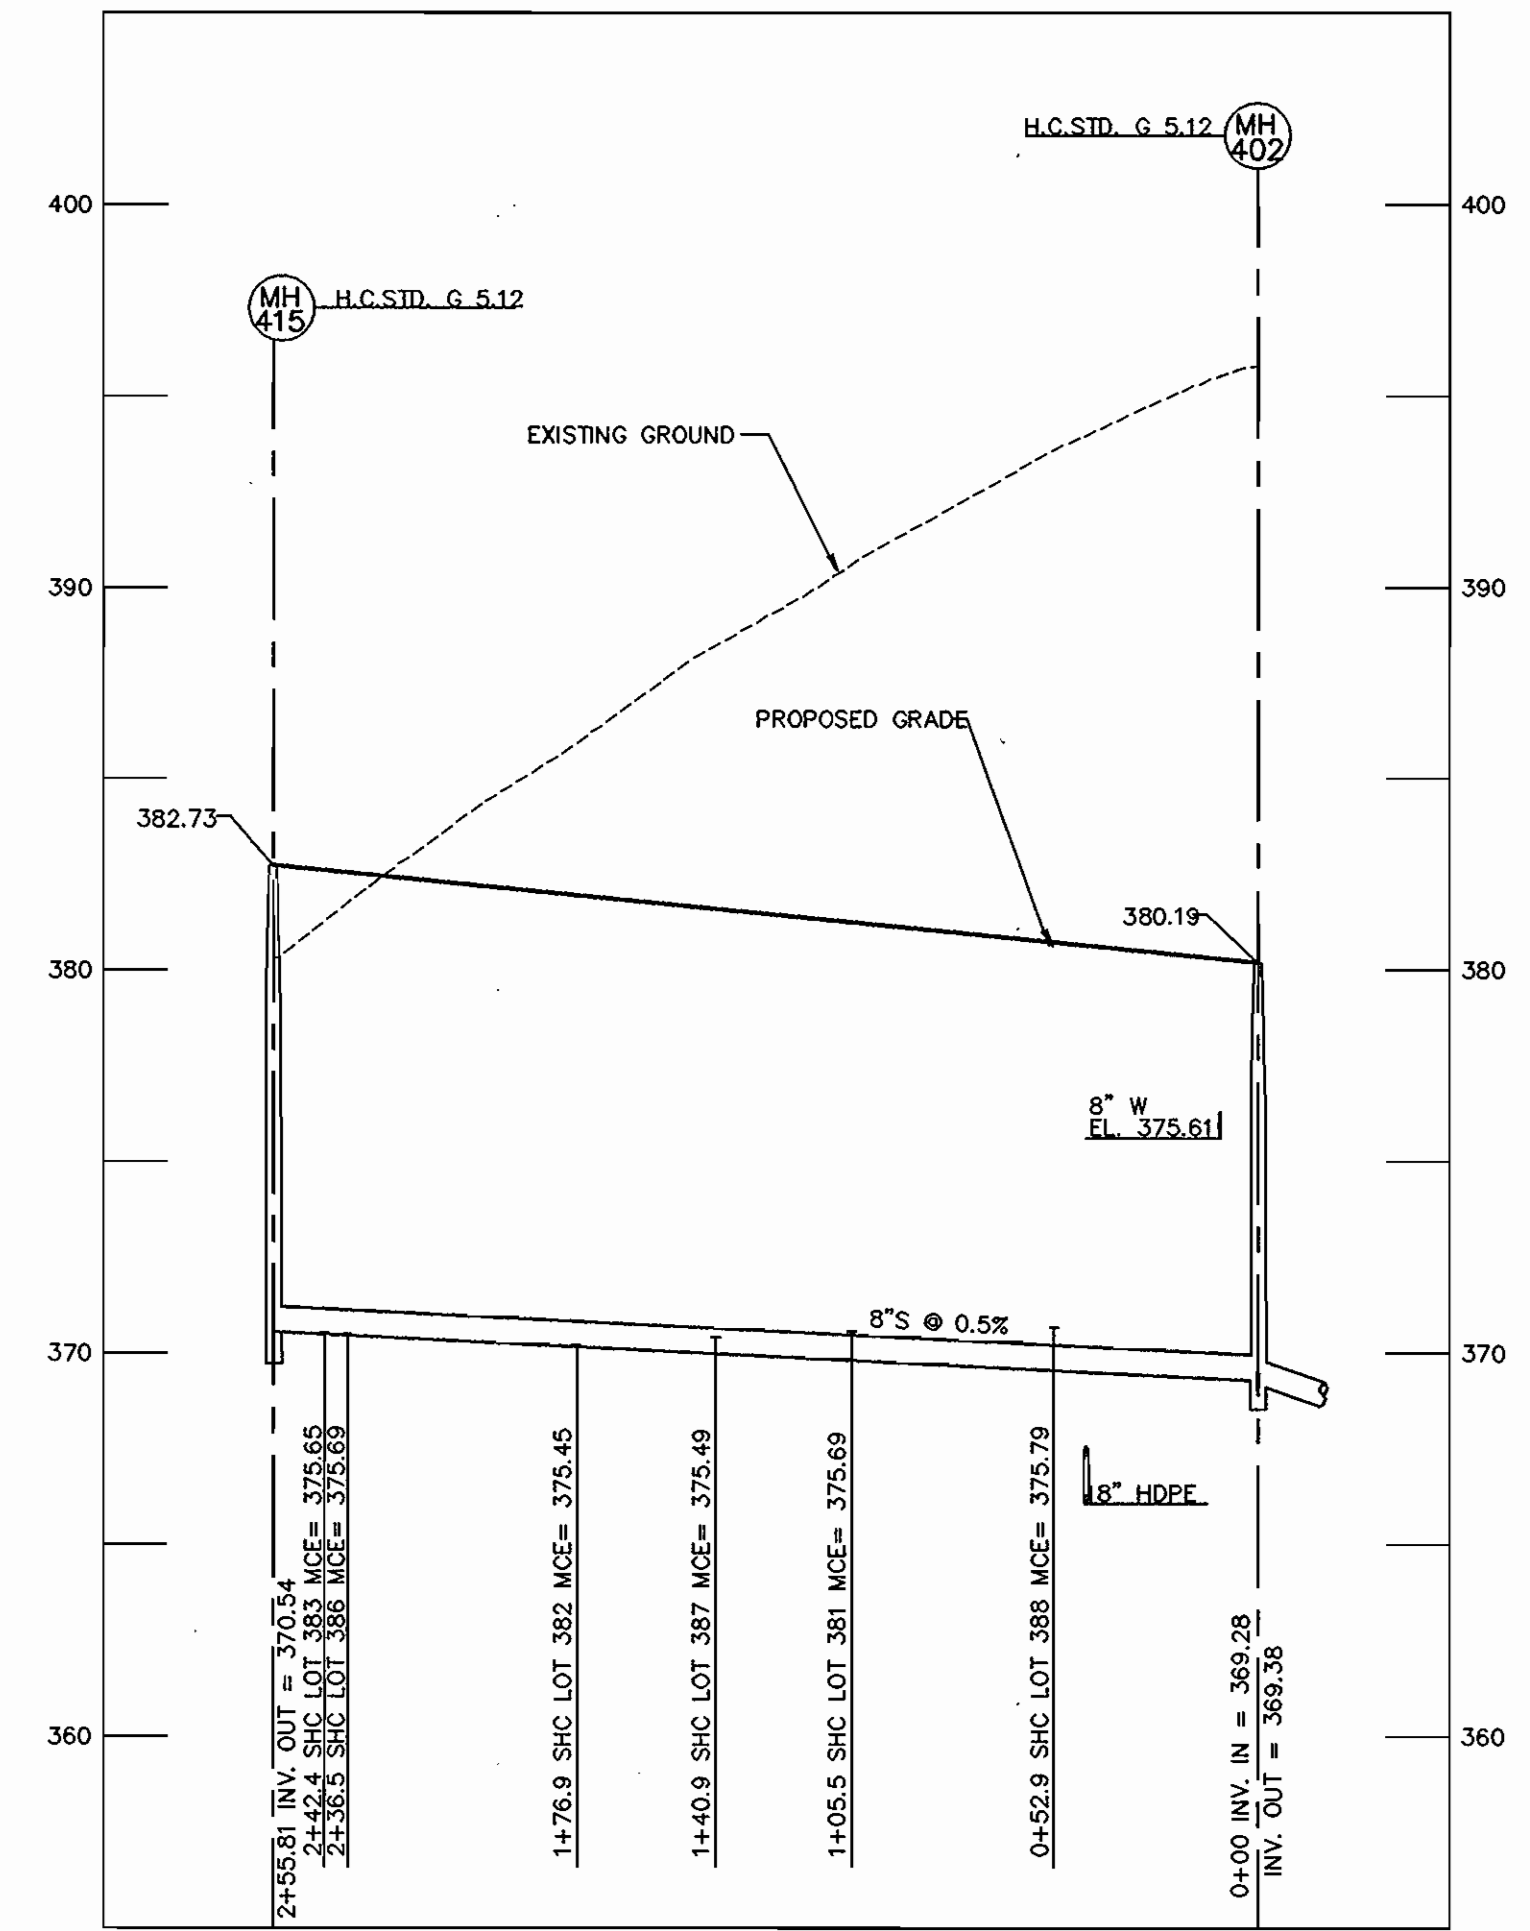 H.C.STD. G 5.12
MH
402
400
400
MH
415
H.C.STD. G 5.12
EXISTING GROUND
390
390
PROPOSED GRADE
382.73
380.19
380
380
8" W
EL. 375.61
8"S @ 0.5%
370
370
2+55.81 INV. OUT = 370.54
2+42.4 SHC LOT 383 MCE= 375.65
2+36.5 SHC LOT 386 MCE= 375.69
1+76.9 SHC LOT 382 MCE= 375.45
1+40.9 SHC LOT 387 MCE= 375.49
1+05.5 SHC LOT 381 MCE= 375.69
0+52.9 SHC LOT 388 MCE= 375.79
HDPE
0+00 INV. IN = 369.28
INV. OUT = 369.38
360
360